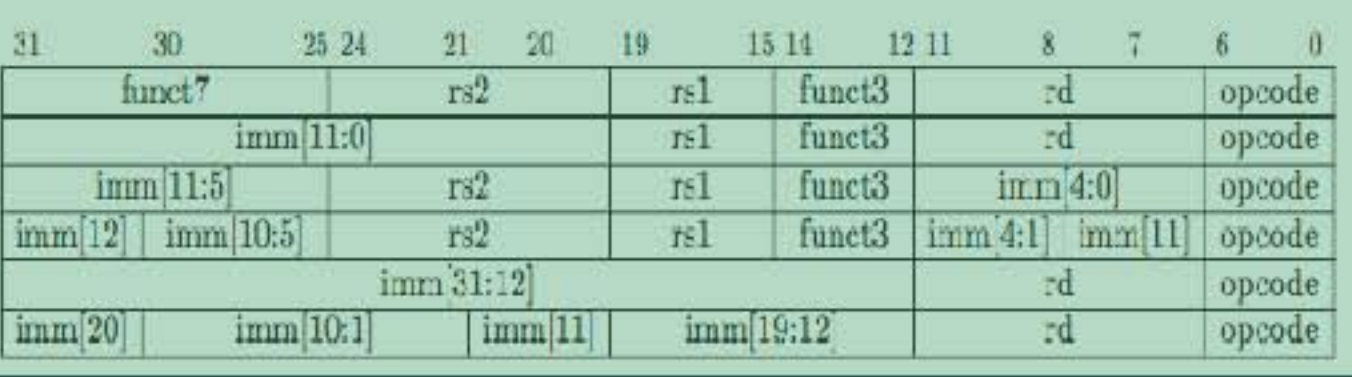 31 30 25 24 21 20 19 15 14 12 11 8 7 6 0
funct7 rs2 rs1 funct3 rd opcode
imm[11:0] rs1 funct3 rd opcode
imm[11:5] rs2 rs1 funct3 imm[4:0] opcode
imm[12] imm[10:5] rs2 rs1 funct3 imm[4:1] imm[11] opcode
imm[31:12] rd opcode
imm[20] imm[10:1] imm[11] imm[19:12] rd opcode